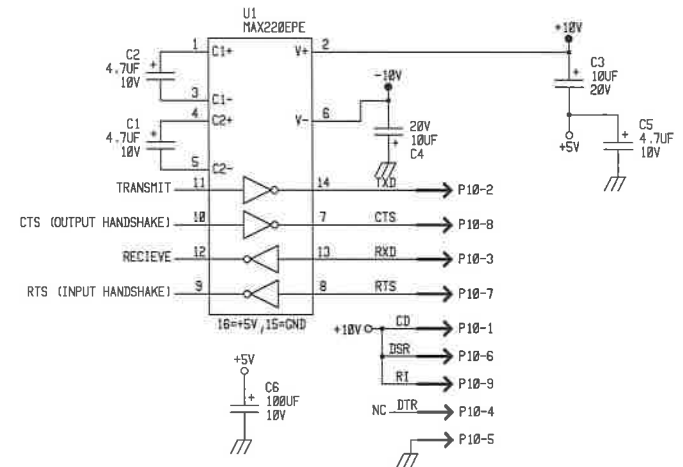 U1
MAX220EPE
+10V
1 C1+ V+ 2
C2
4.7UF
10V
+
C3
10UF
20V
+
-10V
3 C1-
4 C2+ V- 6
C1
4.7UF
10V
+
20V
10UF
C4
+
+5V
C5
4.7UF
10V
+
5 C2-
TRANSMIT 11 14 TXD P10-2
CTS (OUTPUT HANDSHAKE) 10 7 CTS P10-8
RECIEVE 12 13 RXD P10-3
RTS (INPUT HANDSHAKE) 9 8 RTS P10-7
16=+5V,15=GND
+10V CD P10-1
DSR P10-6
RI P10-9
NC DTR P10-4
P10-5
+5V
+
C6
100UF
10V